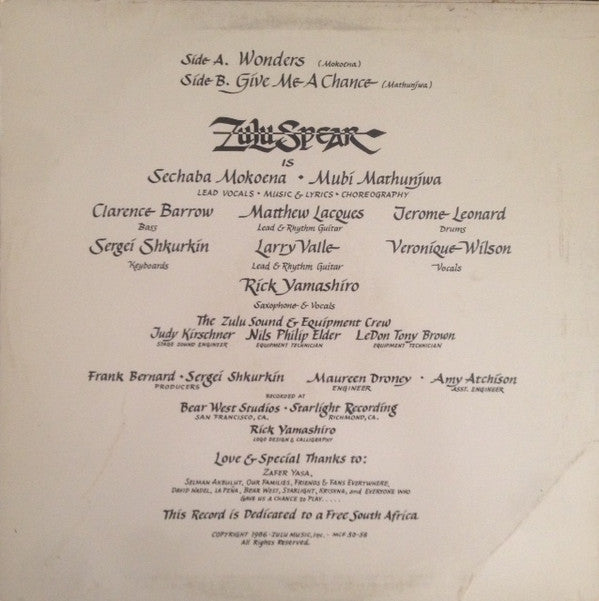 Side A. Wonders (Mokoena)
Side B. Give Me A Chance (Mathunjwa)
Zulu Spear
is
Sechaba Mokoena • Mubi Mathunjwa
Lead Vocals • Music & Lyrics • Choreography
Clarence Barrow Matthew Lacques Jerome Leonard
Bass Lead & Rhythm Guitar Drums
Sergei Shkurkin Larry Valle Veronique Wilson
Keyboards Lead & Rhythm Guitar Vocals
Rick Yamashiro
Saxophone & Vocals
The Zulu Sound & Equipment Crew
Judy Kirschner Nils Philip Elder LeDon Tony Brown
Stage Sound Engineer Equipment Technician Equipment Technician
Frank Bernard • Sergei Shkurkin Maureen Droney • Amy Atchison
Producers Engineer Asst. Engineer
Recorded at
Bear West Studios • Starlight Recording
San Francisco, CA. Richmond, CA.
Rick Yamashiro
Logo Design & Calligraphy
Love & Special Thanks to:
Zafer Yasa,
Selman Akbulut, Our Families, Friends & Fans Everywhere,
David Nadel, La Peña, Bear West, Starlight, Krisyna, and Everyone who
gave us a chance to play.....
This Record is Dedicated to a Free South Africa
Copyright 1986 • Zulu Music, Inc. • MCF 50-58
All Rights Reserved.